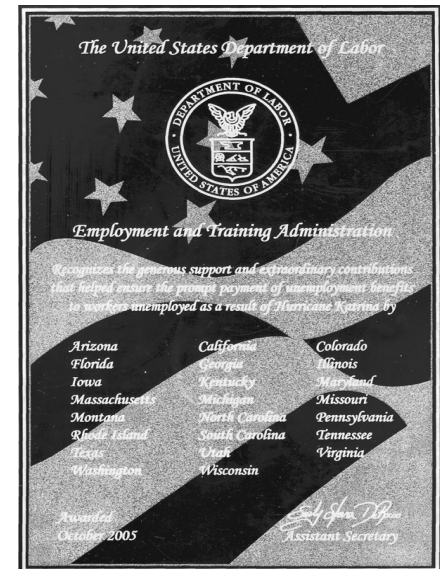 The United States Department of Labor
DEPARTMENT OF LABOR
UNITED STATES OF AMERICA
Employment and Training Administration
Recognizes the generous support and extraordinary contributions
that helped ensure the prompt payment of unemployment benefits
to workers unemployed as a result of Hurricane Katrina by
Arizona California Colorado
Florida Georgia Illinois
Iowa Kentucky Maryland
Massachusetts Michigan Missouri
Montana North Carolina Pennsylvania
Rhode Island South Carolina Tennessee
Texas Utah Virginia
Washington Wisconsin
Awarded
October 2005
Assistant Secretary